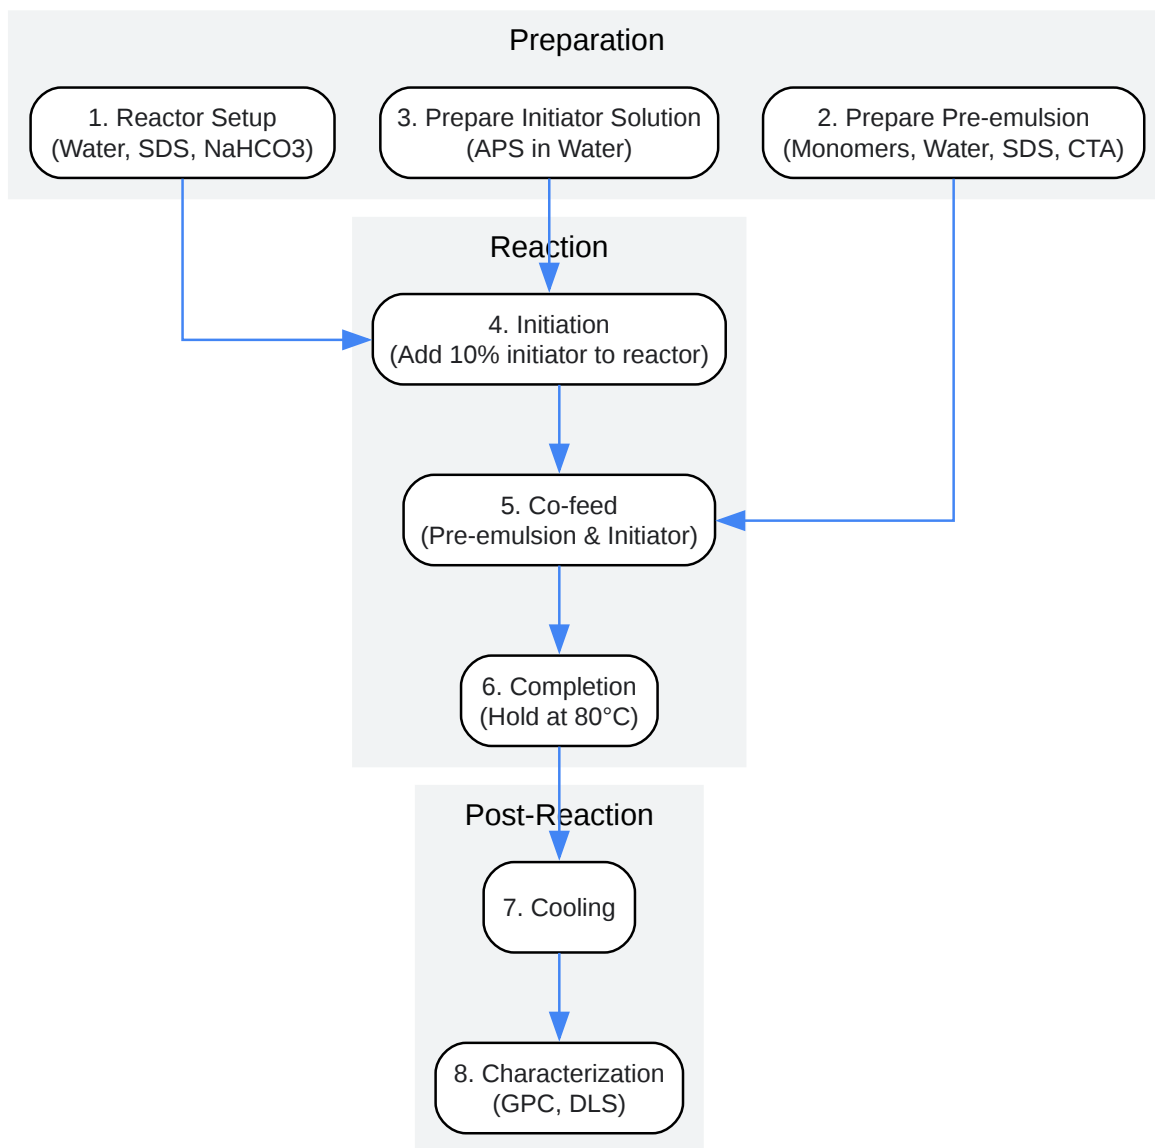 Preparation
1. Reactor Setup
(Water, SDS, NaHCO3)
3. Prepare Initiator Solution
(APS in Water)
2. Prepare Pre-emulsion
(Monomers, Water, SDS, CTA)
Reaction
4. Initiation
(Add 10% initiator to reactor)
5. Co-feed
(Pre-emulsion & Initiator)
6. Completion
(Hold at 80°C)
Post-Reaction
7. Cooling
8. Characterization
(GPC, DLS)